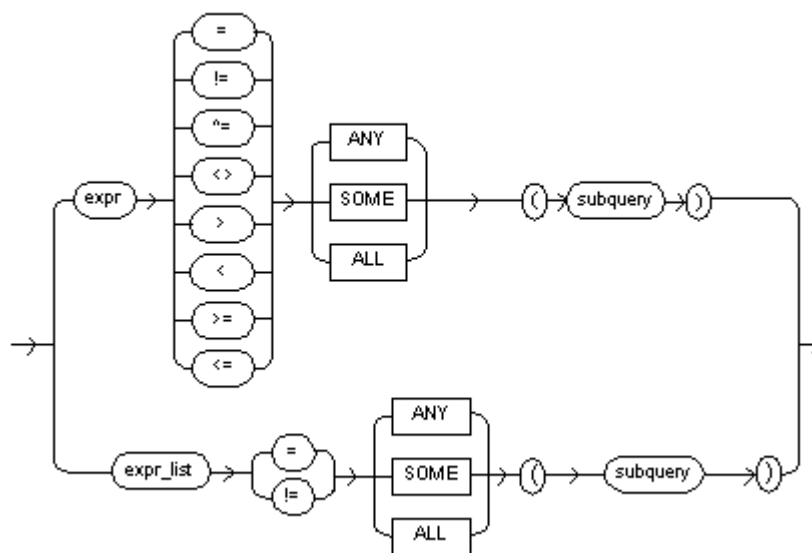 =
!=
^=
<>
>
<
>=
<=
expr
ANY
SOME
ALL
( subquery )
expr_list
=
!=
ANY
SOME
ALL
( subquery )